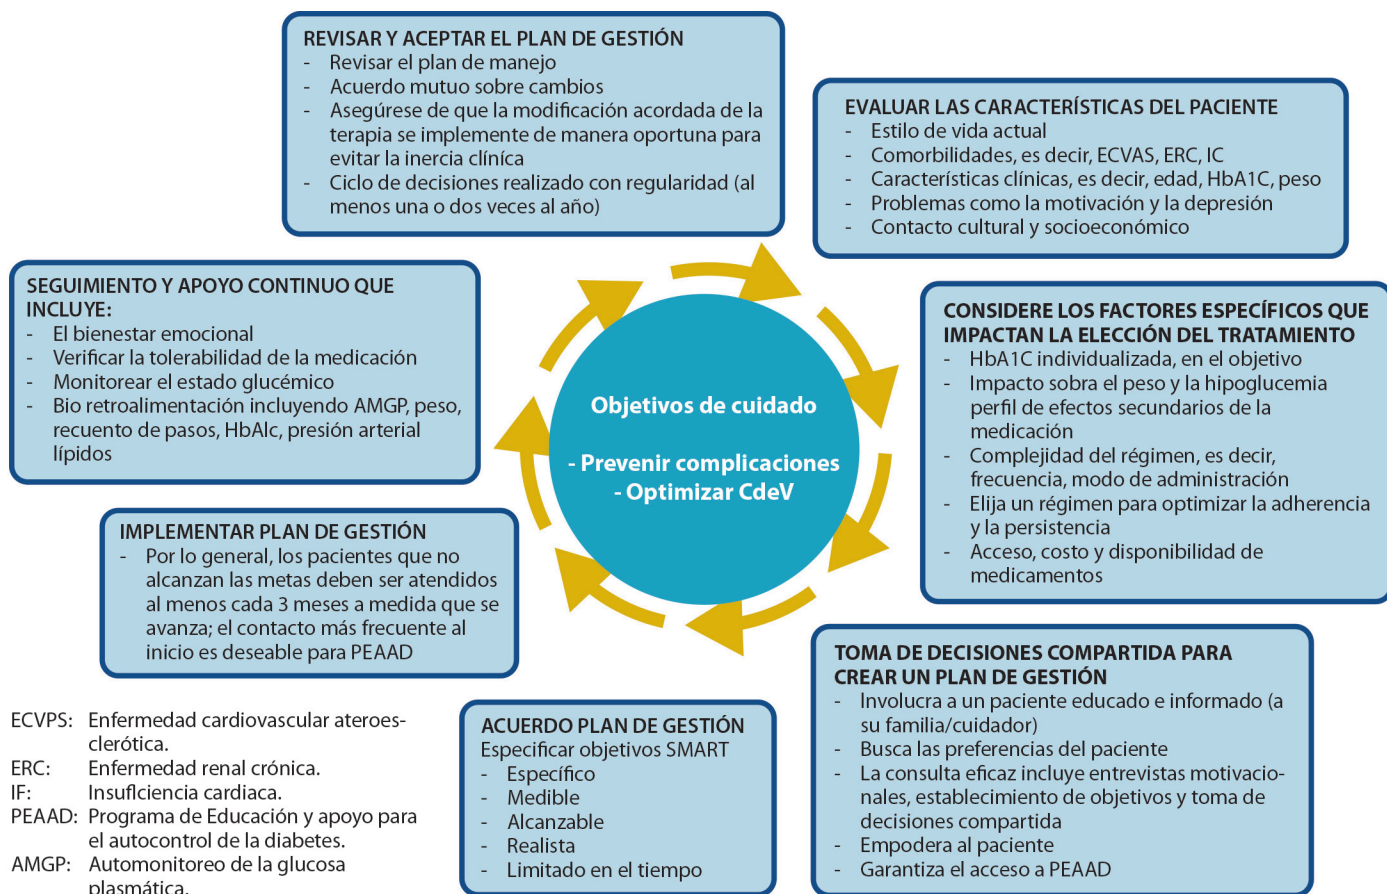 REVISAR Y ACEPTAR EL PLAN DE GESTIÓN
- Revisar el plan de manejo
- Acuerdo mutuo sobre cambios
- Asegúrese de que la modificación acordada de la
terapia se implemente de manera oportuna para
evitar la inercia clíníca
- Ciclo de decisiones realizado con regularidad (al
menos una o dos veces al año)
EVALUAR LAS CARACTERÍSTICAS DEL PACIENTE
- Estilo de vida actual
- Comorbilidades, es decir, ECVAS, ERC, IC
- Características clínicas, es decir, edad, HbA1C, peso
- Problemas como la motivación y la depresión
- Contacto cultural y socioeconómico
CONSIDERE LOS FACTORES ESPECÍFICOS QUE
IMPACTAN LA ELECCIÓN DEL TRATAMIENTO
- HbA1C individualizada, en el objetivo
- Impacto sobra el peso y la hipoglucemia
perfil de efectos secundarios de la
medicación
- Complejidad del régimen, es decir,
frecuencia, modo de administración
- Elija un régimen para optimizar la adherencia
y la persistencia
- Acceso, costo y disponibilidad de
medicamentos
TOMA DE DECISIONES COMPARTIDA PARA
CREAR UN PLAN DE GESTIÓN
- Involucra a un paciente educado e informado (a
su familia/cuidador)
- Busca las preferencias del paciente
- La consulta eficaz incluye entrevistas motivacio-
nales, establecimiento de objetivos y toma de
decisiones compartida
- Empodera al paciente
- Garantiza el acceso a PEAAD
ACUERDO PLAN DE GESTIÓN
Especificar objetivos SMART
- Específico
- Medible
- Alcanzable
- Realista
- Limitado en el tiempo
IMPLEMENTAR PLAN DE GESTIÓN
- Por lo general, los pacientes que no
alcanzan las metas deben ser atendidos
al menos cada 3 meses a medida que se
avanza; el contacto más frecuente al
inicio es deseable para PEAAD
SEGUIMIENTO Y APOYO CONTINUO QUE
INCLUYE:
- El bienestar emocional
- Verificar la tolerabilidad de la medicación
- Monitorear el estado glucémico
- Bio retroalimentación incluyendo AMGP, peso,
recuento de pasos, HbAlc, presión arterial
lípidos
Objetivos de cuidado
- Prevenir complicaciones
- Optimizar CdeV
ECVPS: Enfermedad cardiovascular ateroes-
clerótica.
ERC: Enfermedad renal crónica.
IF: Insuficiencia cardiaca.
PEAAD: Programa de Educación y apoyo para
el autocontrol de la diabetes.
AMGP: Automonitoreo de la glucosa
plasmática.